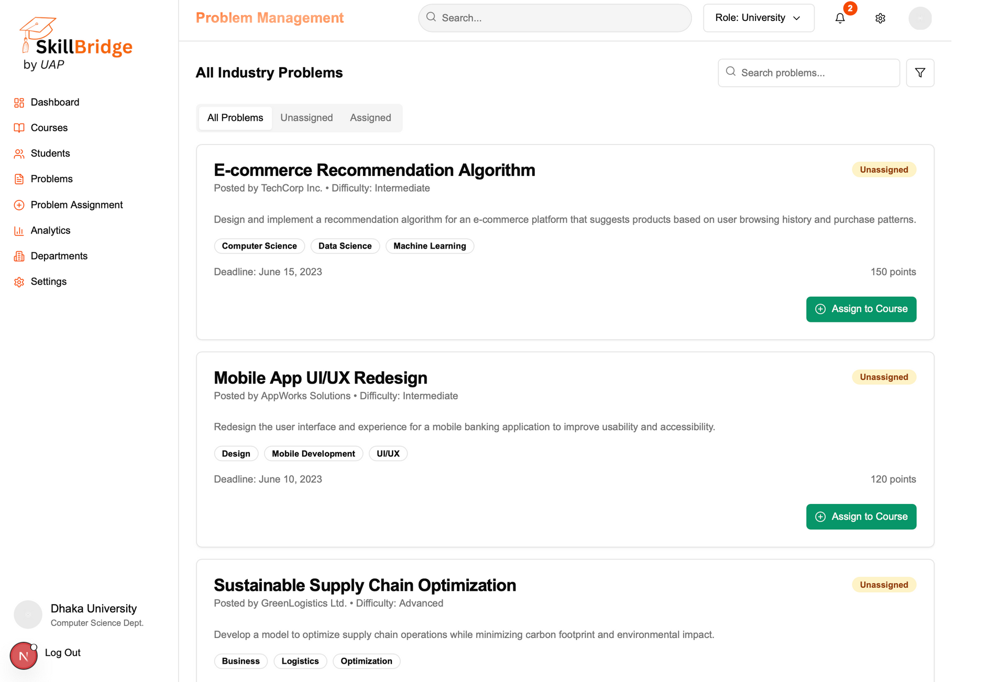 SkillBridge
by UAP
Dashboard
Courses
Students
Problems
Problem Assignment
Analytics
Departments
Settings
Dhaka University
Computer Science Dept.
N
Log Out
Problem Management
Search...
Role: University
2
All Industry Problems
Search problems...
All Problems
Unassigned
Assigned
E-commerce Recommendation Algorithm
Unassigned
Posted by TechCorp Inc. • Difficulty: Intermediate
Design and implement a recommendation algorithm for an e-commerce platform that suggests products based on user browsing history and purchase patterns.
Computer Science
Data Science
Machine Learning
Deadline: June 15, 2023
150 points
Assign to Course
Mobile App UI/UX Redesign
Unassigned
Posted by AppWorks Solutions • Difficulty: Intermediate
Redesign the user interface and experience for a mobile banking application to improve usability and accessibility.
Design
Mobile Development
UI/UX
Deadline: June 10, 2023
120 points
Assign to Course
Sustainable Supply Chain Optimization
Unassigned
Posted by GreenLogistics Ltd. • Difficulty: Advanced
Develop a model to optimize supply chain operations while minimizing carbon footprint and environmental impact.
Business
Logistics
Optimization